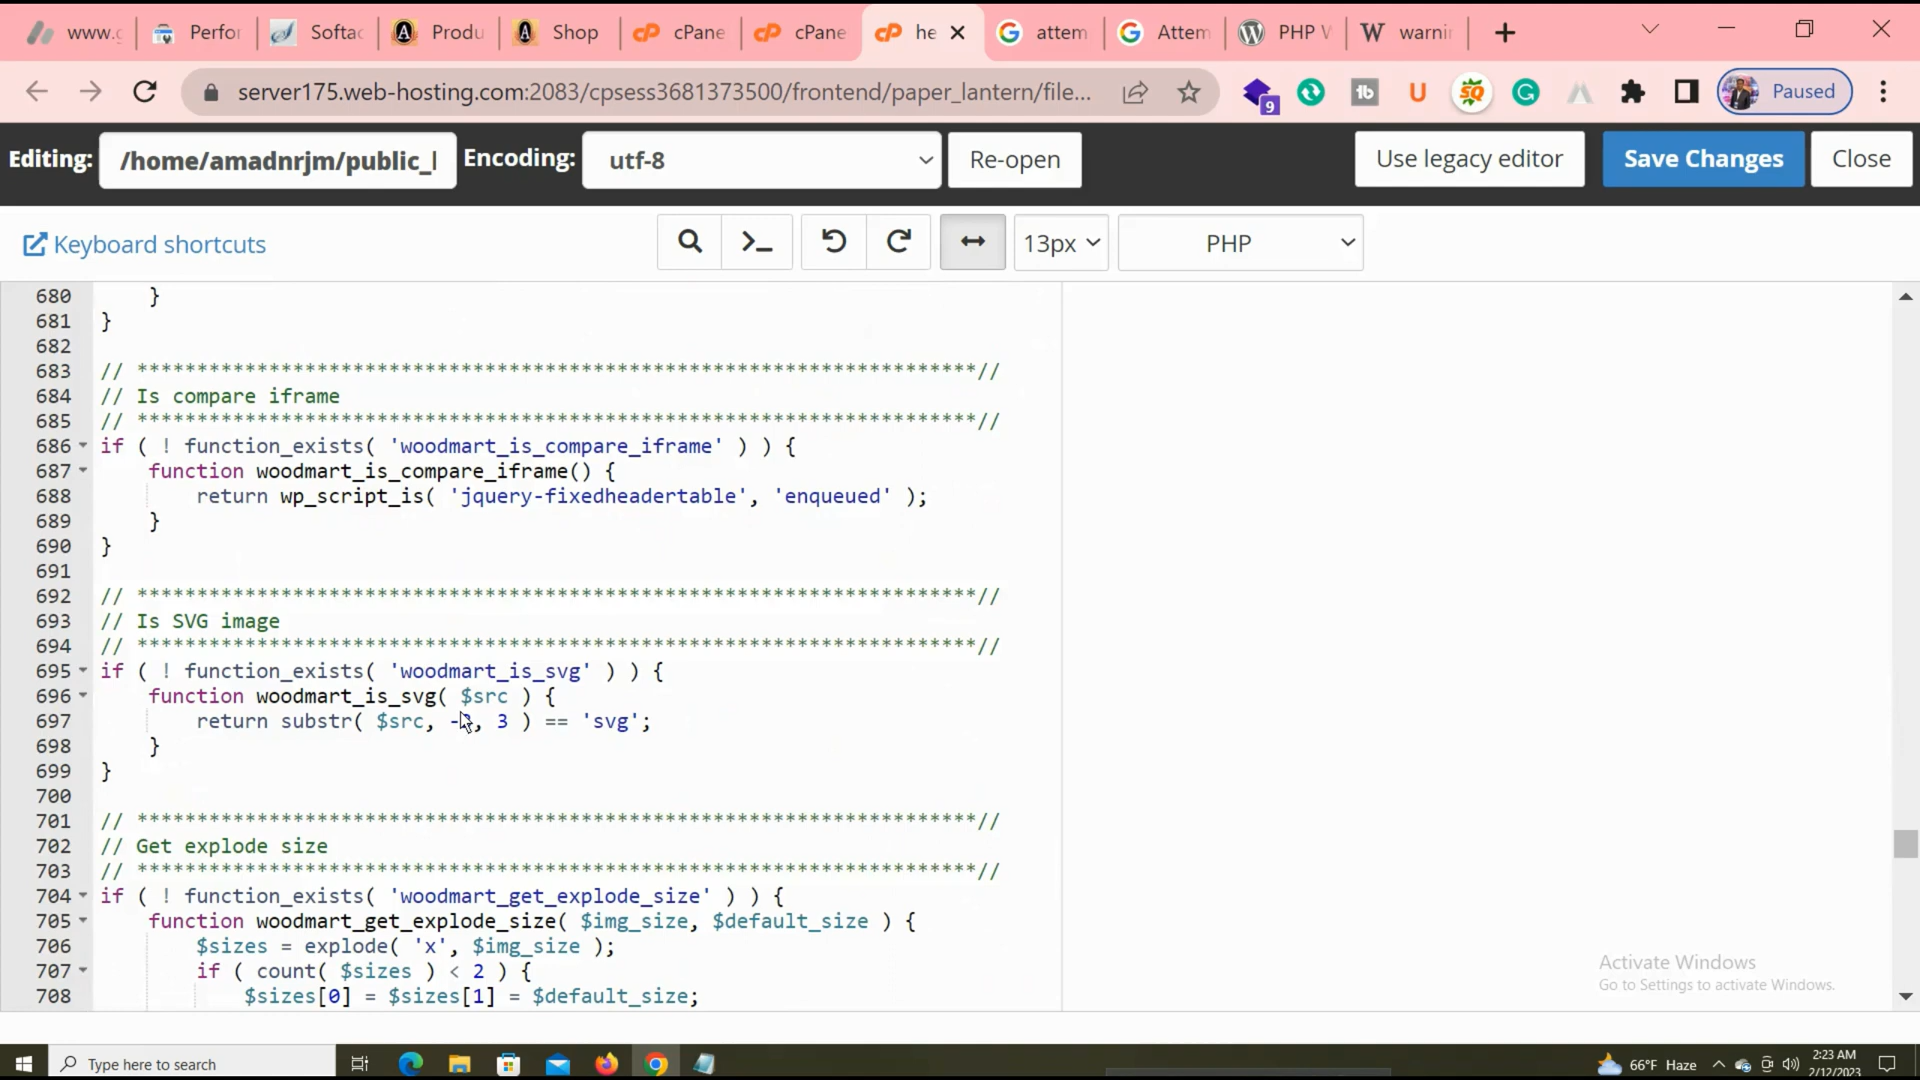 www.g
Perfor
Softac
Produ
Shop
cPane
cPane
he
attem
Attem
PHP W
warnin
server175.web-hosting.com:2083/cpsess3681373500/frontend/paper_lantern/file...
9
Paused
Editing:
/home/amadnrjm/public_l
Encoding:
utf-8
Re-open
Use legacy editor
Save Changes
Close
Keyboard shortcuts
13px
PHP
680 }
681 }
682
683 // **********************************************************************//
684 // Is compare iframe
685 // **********************************************************************//
686 if ( ! function_exists( 'woodmart_is_compare_iframe' ) ) {
687 function woodmart_is_compare_iframe() {
688 return wp_script_is( 'jquery-fixedheadertable', 'enqueued' );
689 }
690 }
691
692 // **********************************************************************//
693 // Is SVG image
694 // **********************************************************************//
695 if ( ! function_exists( 'woodmart_is_svg' ) ) {
696 function woodmart_is_svg( $src ) {
697 return substr( $src, -3, 3 ) == 'svg';
698 }
699 }
700
701 // **********************************************************************//
702 // Get explode size
703 // **********************************************************************//
704 if ( ! function_exists( 'woodmart_get_explode_size' ) ) {
705 function woodmart_get_explode_size( $img_size, $default_size ) {
706 $sizes = explode( 'x', $img_size );
707 if ( count( $sizes ) < 2 ) {
708 $sizes[0] = $sizes[1] = $default_size;
Activate Windows
Go to Settings to activate Windows.
Type here to search
66°F Haze
2:23 AM
2/12/2023